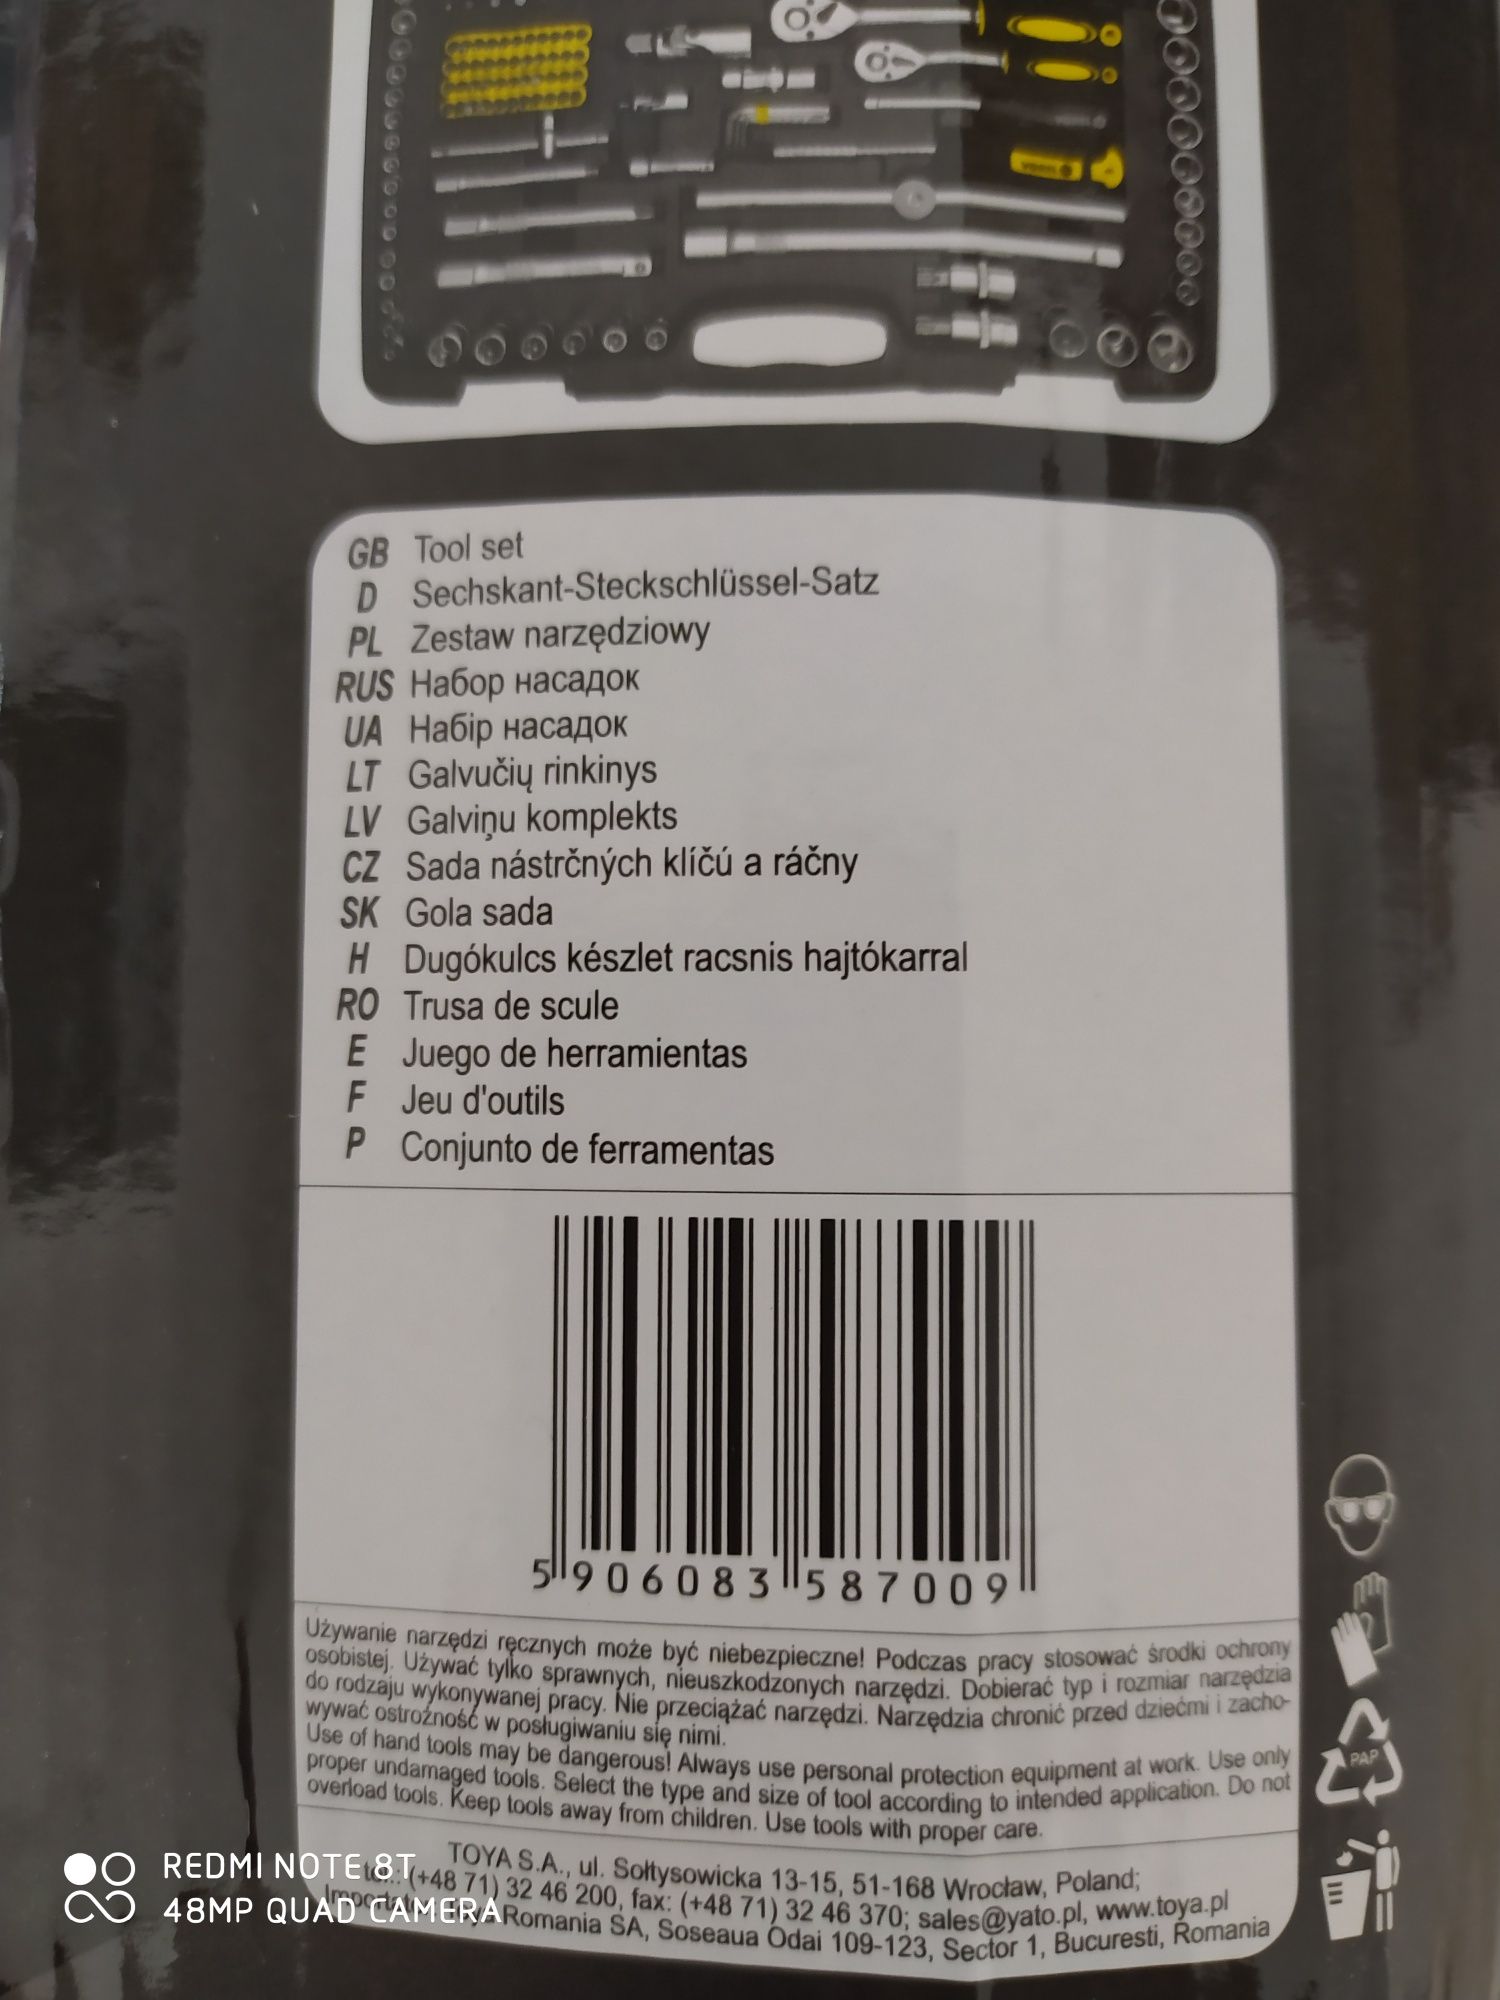 VOREL
GB Tool set
D Sechskant-Steckschlüssel-Satz
PL Zestaw narzędziowy
RUS Набор насадок
UA Набір насадок
LT Galvučių rinkinys
LV Galviņu komplekts
CZ Sada nástrčných klíčú a ráčny
SK Gola sada
H Dugókulcs készlet racsnis hajtókarral
RO Trusa de scule
E Juego de herramientas
F Jeu d'outils
P Conjunto de ferramentas
5 906083 587009
Używanie narzędzi ręcznych może być niebezpieczne! Podczas pracy stosować środki ochrony
osobistej. Używać tylko sprawnych, nieuszkodzonych narzędzi. Dobierać typ i rozmiar narzędzia
do rodzaju wykonywanej pracy. Nie przeciążać narzędzi. Narzędzia chronić przed dziećmi i zacho-
wywać ostrożność w posługiwaniu się nimi.
Use of hand tools may be dangerous! Always use personal protection equipment at work. Use only
proper undamaged tools. Select the type and size of tool according to intended application. Do not
overload tools. Keep tools away from children. Use tools with proper care.
PAP
TOYA S.A., ul. Sołtysowicka 13-15, 51-168 Wrocław, Poland;
tel.: (+48 71) 32 46 200, fax: (+48 71) 32 46 370; sales@yato.pl, www.toya.pl
Romania SA, Soseaua Odai 109-123, Sector 1, Bucuresti, Romania
REDMI NOTE 8T
48MP QUAD CAMERA